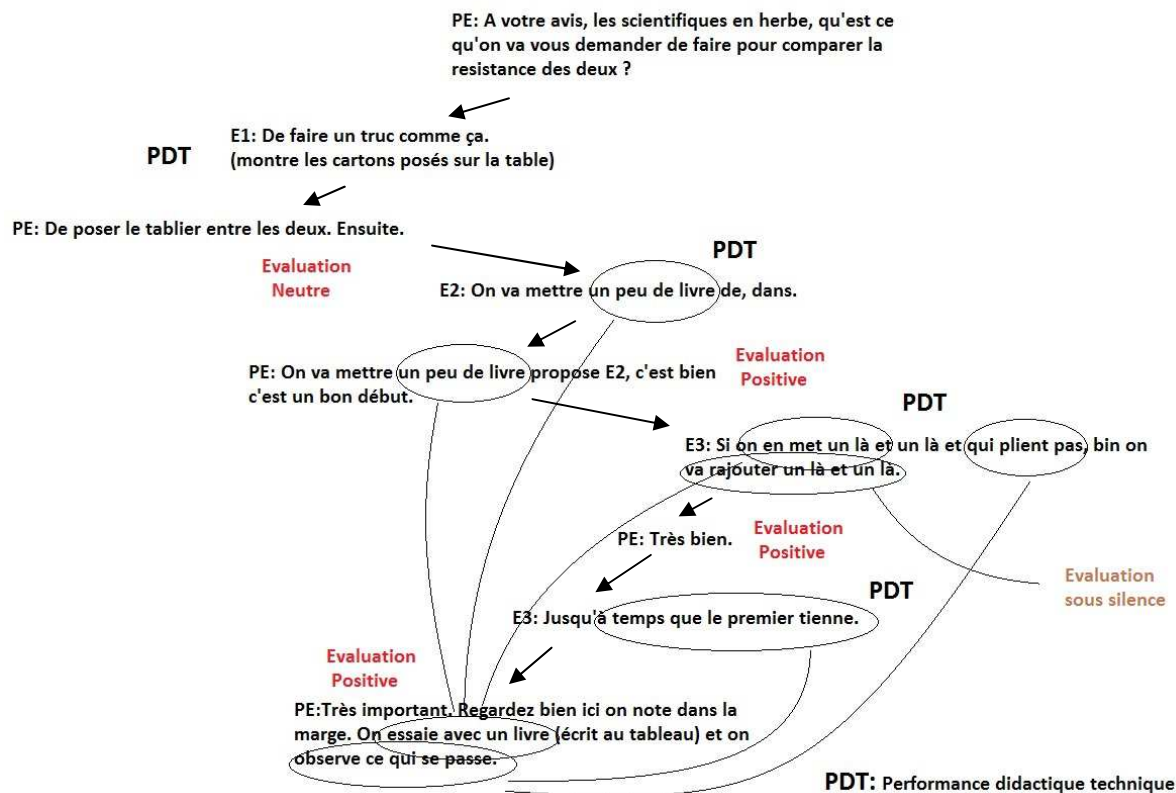 PE: A votre avis, les scientifiques en herbe, qu'est ce
qu'on va vous demander de faire pour comparer la
resistance des deux ?
E1: De faire un truc comme ça.
PDT
(montre les cartons posés sur la table)
PE: De poser le tablier entre les deux. Ensuite.
PDT
Evaluation
Neutre
E2: On va mettre un peu de livre de, dans.
Evaluation
Positive
PE: On va mettre un peu de livre propose E2, c'est bien
c'est un bon début.
PDT
E3: Si on en met un là et un là et qui plient pas, bin on
va rajouter un là et un là.
PE: Très bien.
Evaluation
Positive
Evaluation
sous silence
PDT
E3: Jusqu'à temps que le premier tienne.
Evaluation
Positive
PE:Très important. Regardez bien ici on note dans la
marge. On essaie avec un livre (écrit au tableau) et on
observe ce qui se passe.
PDT: Performance didactique technique